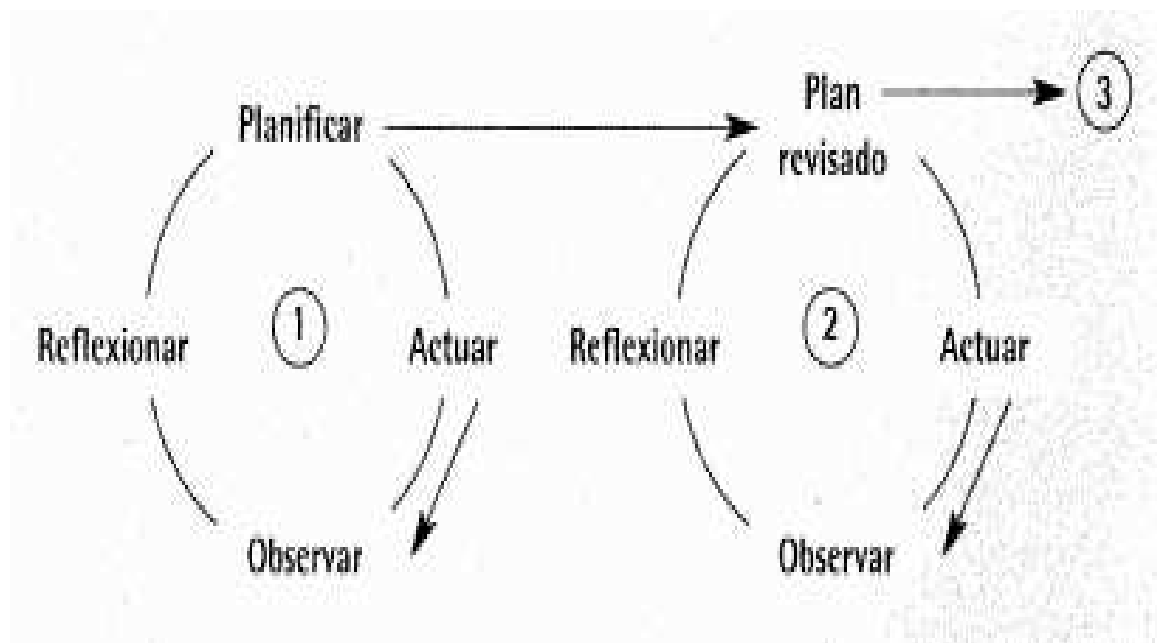 Planificar
Plan
revisado
3
Reflexionar
1
Actuar
Reflexionar
2
Actuar
Observar
Observar